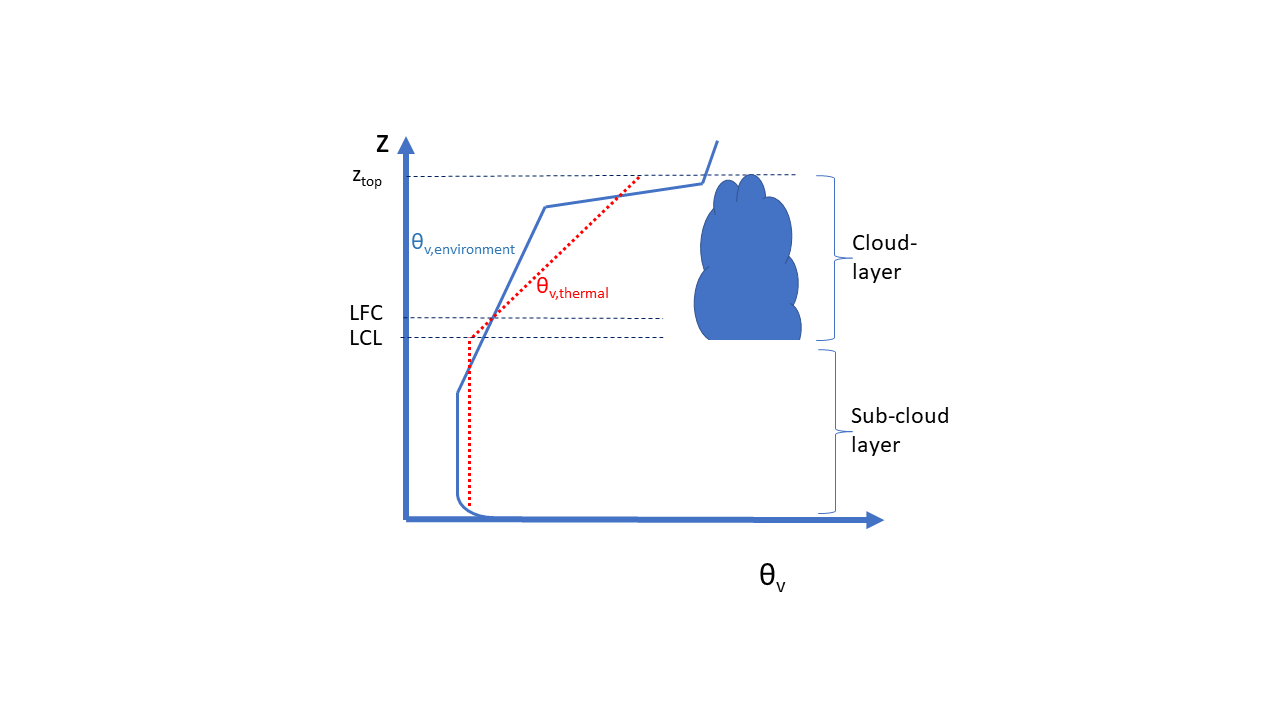 z
z_top
θ_v,environment
Cloud-
layer
θ_v,thermal
LFC
LCL
Sub-cloud
layer
θ_v